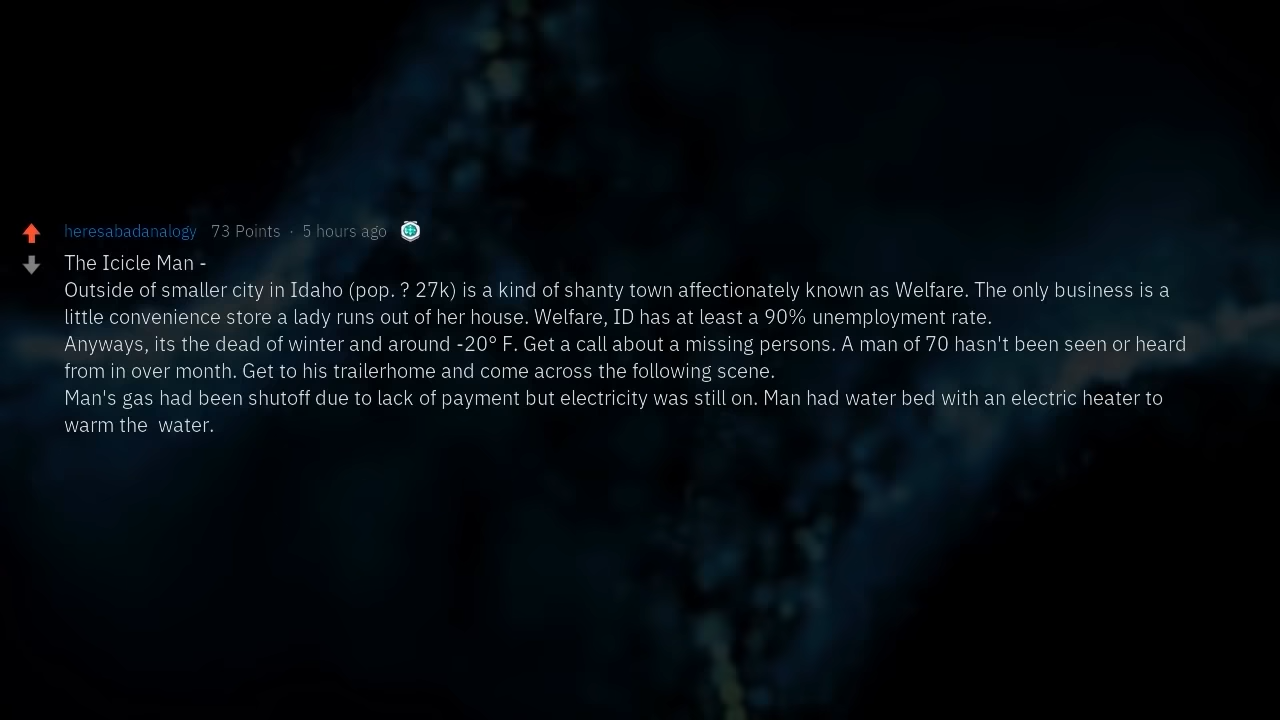 heresabadanalogy 73 Points · 5 hours ago
The Icicle Man -
Outside of smaller city in Idaho (pop. ? 27k) is a kind of shanty town affectionately known as Welfare. The only business is a
little convenience store a lady runs out of her house. Welfare, ID has at least a 90% unemployment rate.
Anyways, its the dead of winter and around -20° F. Get a call about a missing persons. A man of 70 hasn't been seen or heard
from in over month. Get to his trailerhome and come across the following scene.
Man's gas had been shutoff due to lack of payment but electricity was still on. Man had water bed with an electric heater to
warm the  water.